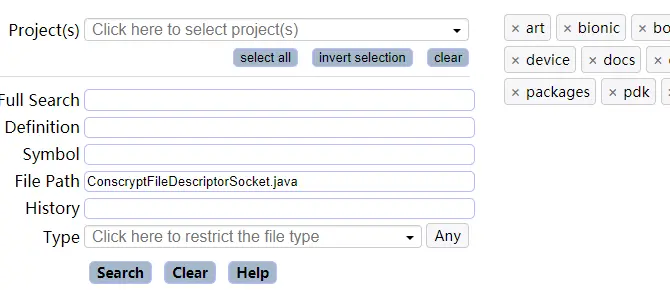 Project(s) Click here to select project(s)
× art × bionic × bo
select all invert selection clear
× device × docs ×
× packages × pdk ×
Full Search
Definition
Symbol
File Path ConscryptFileDescriptorSocket.java
History
Type Click here to restrict the file type Any
Search Clear Help